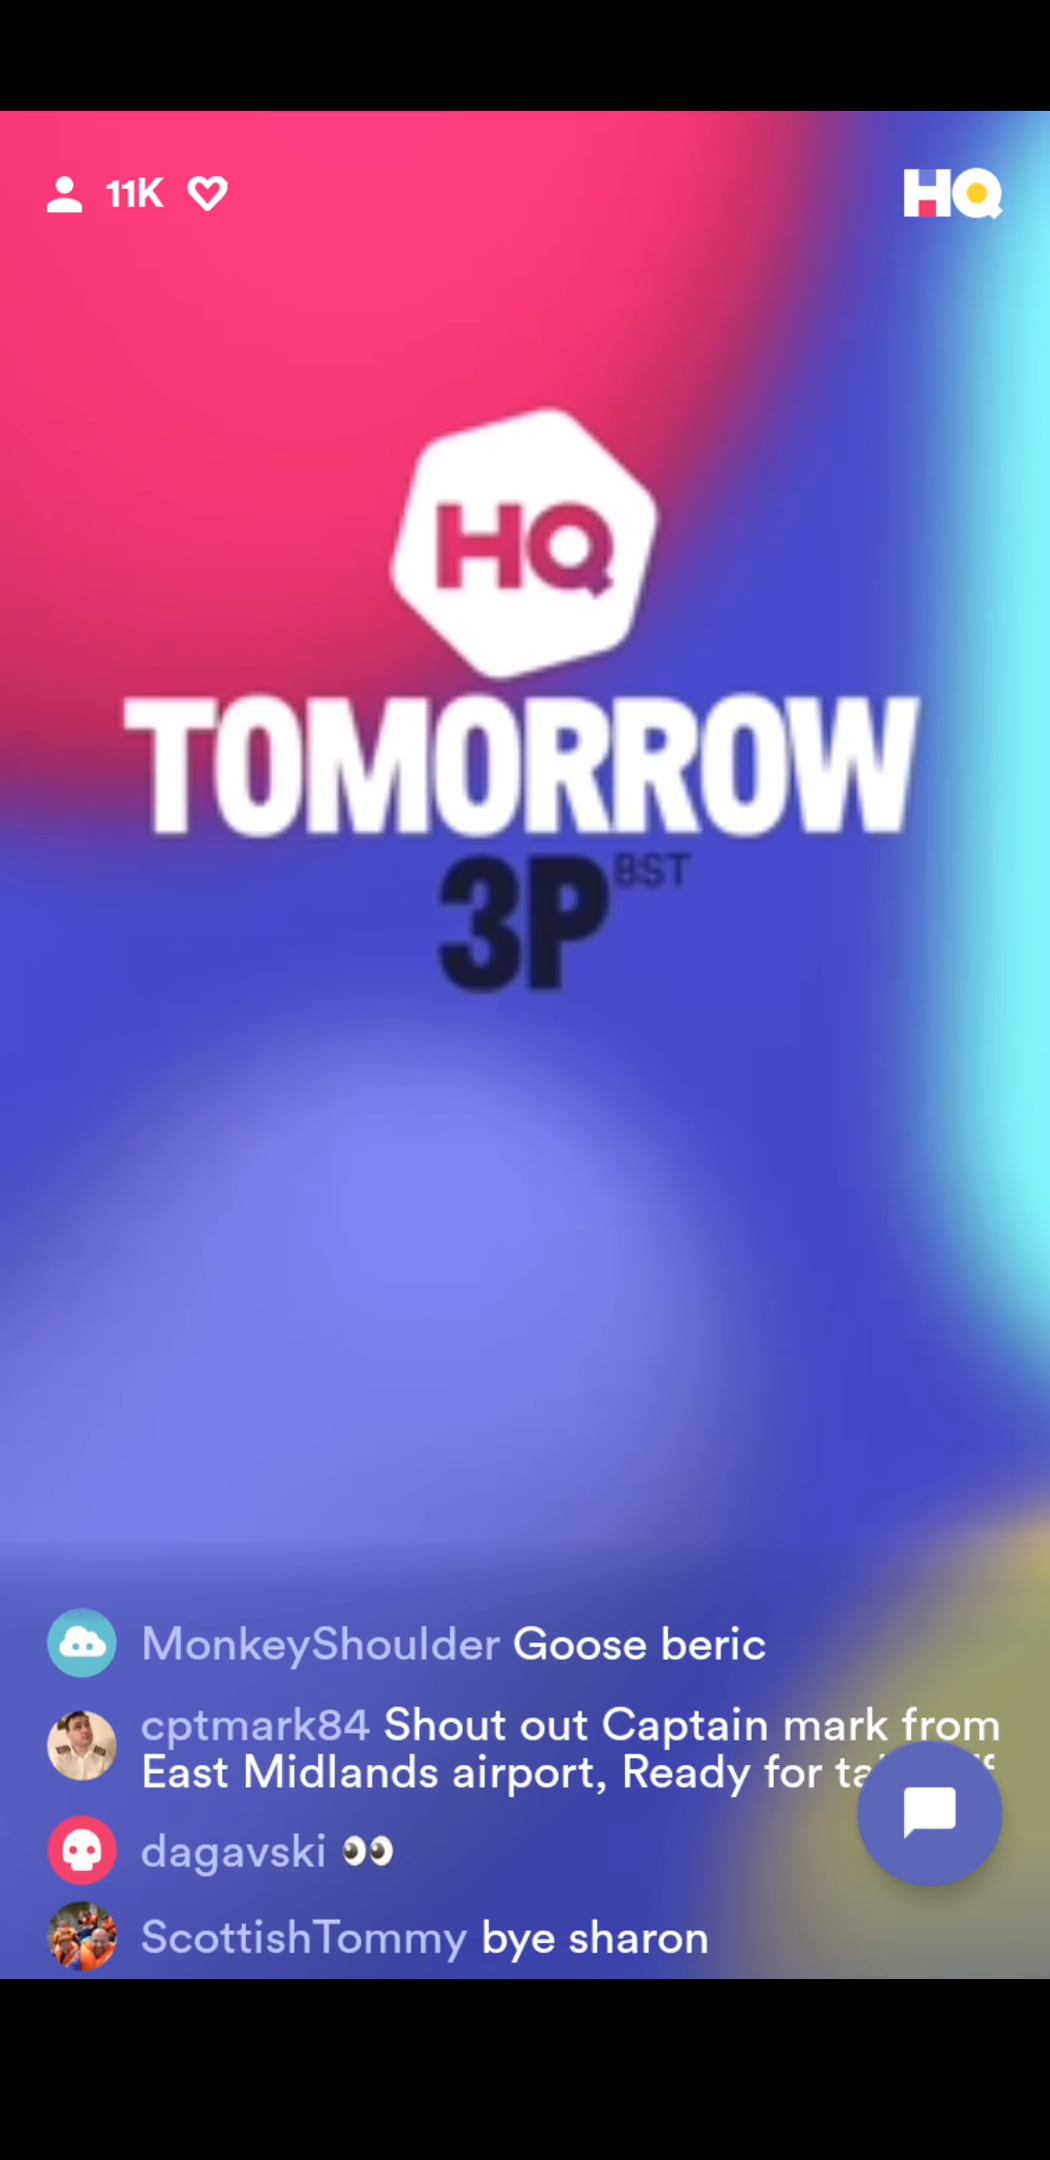 11K
HQ
HQ
TOMORROW
3P BST
MonkeyShoulder Goose beric
cptmark84 Shout out Captain mark from
East Midlands airport, Ready for
dagavski 👀
ScottishTommy bye sharon